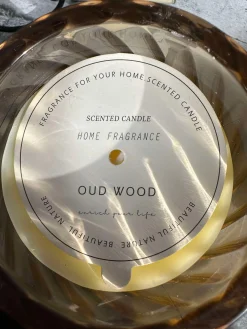 FRAGRANCE FOR YOUR HOME SCENTED CANDLE
SCENTED CANDLE
HOME FRAGRANCE
OUD WOOD
enrich your life
BEAUTIFUL NATURE BEAUTIFUL NATURE